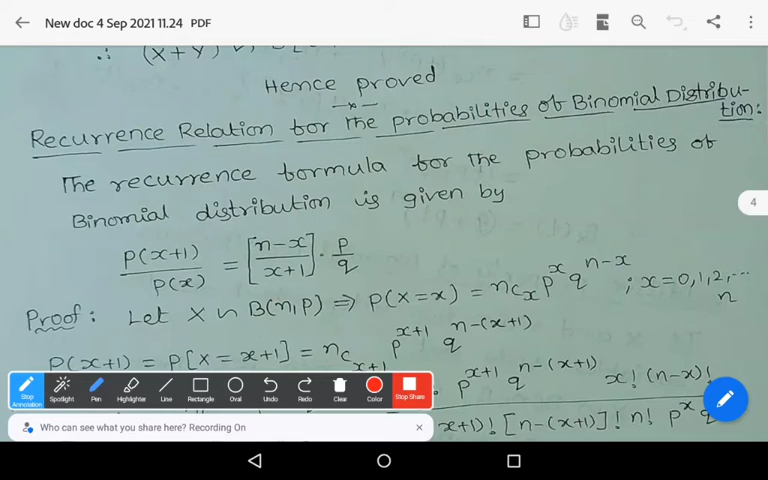 New doc 4 Sep 2021 11.24 PDF
∴ (X+Y)
Hence proved
Recurrence Relation for the probabilities of Binomial Distribu-
tion:
The recurrence formula for the probabilities of
Binomial distribution is given by
4
P(x+1)/P(x) = [n-x/x+1] · p/q
Proof: Let X ~ B(n,p) ⇒ P(X=x) = nCx p^x q^n-x ; x=0,1,2,...
n
P(x+1) = P[X=x+1] = nC x+1 p^x+1 q^n-(x+1)
p^x+1 q^n-(x+1) x! (n-x)!
x+1)! [n-(x+1)]! n! p^x q
Stop Annotation Spotlight Pen Highlighter Line Rectangle Oval Undo Redo Clear Color Stop Share
Who can see what you share here? Recording On